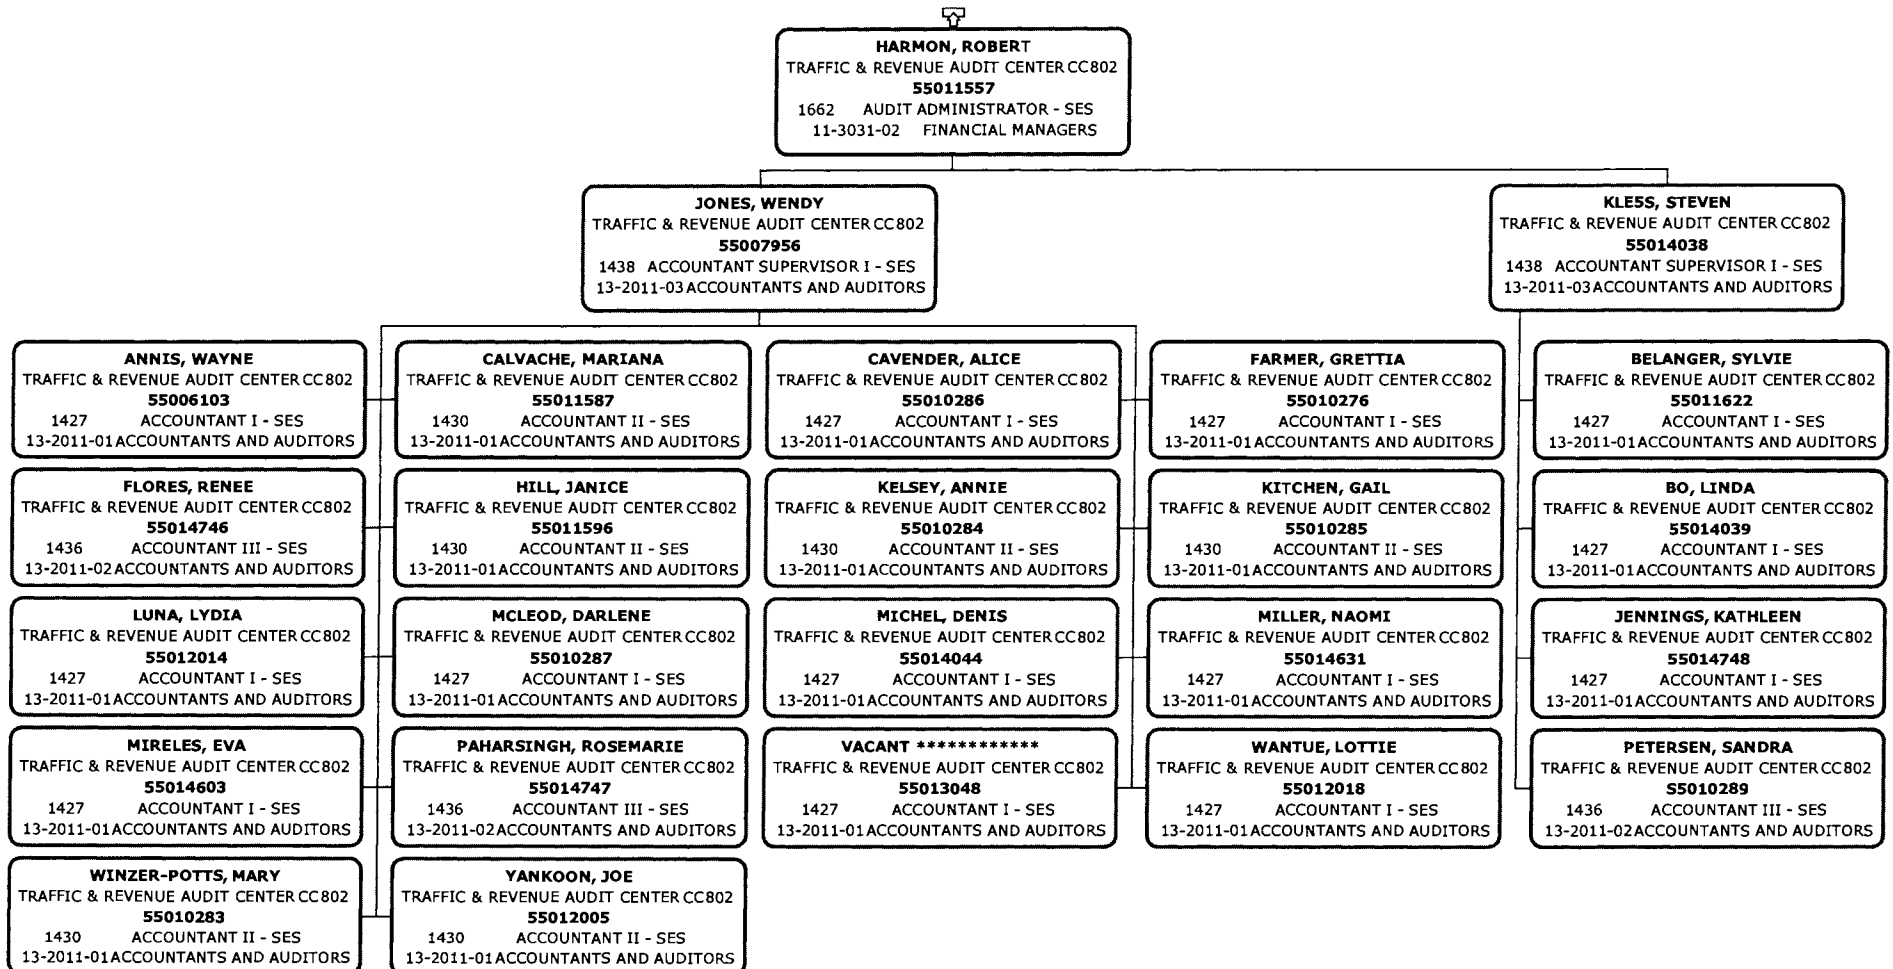 HARMON, ROBERT
TRAFFIC & REVENUE AUDIT CENTER CC802
55011557
1662 AUDIT ADMINISTRATOR - SES
11-3031-02 FINANCIAL MANAGERS
JONES, WENDY
TRAFFIC & REVENUE AUDIT CENTER CC802
55007956
1438 ACCOUNTANT SUPERVISOR I - SES
13-2011-03 ACCOUNTANTS AND AUDITORS
KLESS, STEVEN
TRAFFIC & REVENUE AUDIT CENTER CC802
55014038
1438 ACCOUNTANT SUPERVISOR I - SES
13-2011-03 ACCOUNTANTS AND AUDITORS
ANNIS, WAYNE
TRAFFIC & REVENUE AUDIT CENTER CC802
55006103
1427 ACCOUNTANT I - SES
13-2011-01 ACCOUNTANTS AND AUDITORS
CALVACHE, MARIANA
TRAFFIC & REVENUE AUDIT CENTER CC802
55011587
1430 ACCOUNTANT II - SES
13-2011-01 ACCOUNTANTS AND AUDITORS
CAVENDER, ALICE
TRAFFIC & REVENUE AUDIT CENTER CC802
55010286
1427 ACCOUNTANT I - SES
13-2011-01 ACCOUNTANTS AND AUDITORS
FARMER, GRETTIA
TRAFFIC & REVENUE AUDIT CENTER CC802
55010276
1427 ACCOUNTANT I - SES
13-2011-01 ACCOUNTANTS AND AUDITORS
BELANGER, SYLVIE
TRAFFIC & REVENUE AUDIT CENTER CC802
55011622
1427 ACCOUNTANT I - SES
13-2011-01 ACCOUNTANTS AND AUDITORS
FLORES, RENEE
TRAFFIC & REVENUE AUDIT CENTER CC802
55014746
1436 ACCOUNTANT III - SES
13-2011-02 ACCOUNTANTS AND AUDITORS
HILL, JANICE
TRAFFIC & REVENUE AUDIT CENTER CC802
55011596
1430 ACCOUNTANT II - SES
13-2011-01 ACCOUNTANTS AND AUDITORS
KELSEY, ANNIE
TRAFFIC & REVENUE AUDIT CENTER CC802
55010284
1430 ACCOUNTANT II - SES
13-2011-01 ACCOUNTANTS AND AUDITORS
KITCHEN, GAIL
TRAFFIC & REVENUE AUDIT CENTER CC802
55010285
1430 ACCOUNTANT II - SES
13-2011-01 ACCOUNTANTS AND AUDITORS
BO, LINDA
TRAFFIC & REVENUE AUDIT CENTER CC802
55014039
1427 ACCOUNTANT I - SES
13-2011-01 ACCOUNTANTS AND AUDITORS
LUNA, LYDIA
TRAFFIC & REVENUE AUDIT CENTER CC802
55012014
1427 ACCOUNTANT I - SES
13-2011-01 ACCOUNTANTS AND AUDITORS
MCLEOD, DARLENE
TRAFFIC & REVENUE AUDIT CENTER CC802
55010287
1427 ACCOUNTANT I - SES
13-2011-01 ACCOUNTANTS AND AUDITORS
MICHEL, DENIS
TRAFFIC & REVENUE AUDIT CENTER CC802
55014044
1427 ACCOUNTANT I - SES
13-2011-01 ACCOUNTANTS AND AUDITORS
MILLER, NAOMI
TRAFFIC & REVENUE AUDIT CENTER CC802
55014631
1427 ACCOUNTANT I - SES
13-2011-01 ACCOUNTANTS AND AUDITORS
JENNINGS, KATHLEEN
TRAFFIC & REVENUE AUDIT CENTER CC802
55014748
1427 ACCOUNTANT I - SES
13-2011-01 ACCOUNTANTS AND AUDITORS
MIRELES, EVA
TRAFFIC & REVENUE AUDIT CENTER CC802
55014603
1427 ACCOUNTANT I - SES
13-2011-01 ACCOUNTANTS AND AUDITORS
PAHARSINGH, ROSEMARIE
TRAFFIC & REVENUE AUDIT CENTER CC802
55014747
1436 ACCOUNTANT III - SES
13-2011-02 ACCOUNTANTS AND AUDITORS
VACANT ************
TRAFFIC & REVENUE AUDIT CENTER CC802
55013048
1427 ACCOUNTANT I - SES
13-2011-01 ACCOUNTANTS AND AUDITORS
WANTUE, LOTTIE
TRAFFIC & REVENUE AUDIT CENTER CC802
55012018
1427 ACCOUNTANT I - SES
13-2011-01 ACCOUNTANTS AND AUDITORS
PETERSEN, SANDRA
TRAFFIC & REVENUE AUDIT CENTER CC802
S5010289
1436 ACCOUNTANT III - SES
13-2011-02 ACCOUNTANTS AND AUDITORS
WINZER-POTTS, MARY
TRAFFIC & REVENUE AUDIT CENTER CC802
55010283
1430 ACCOUNTANT II - SES
13-2011-01 ACCOUNTANTS AND AUDITORS
YANKOON, JOE
TRAFFIC & REVENUE AUDIT CENTER CC802
55012005
1430 ACCOUNTANT II - SES
13-2011-01 ACCOUNTANTS AND AUDITORS